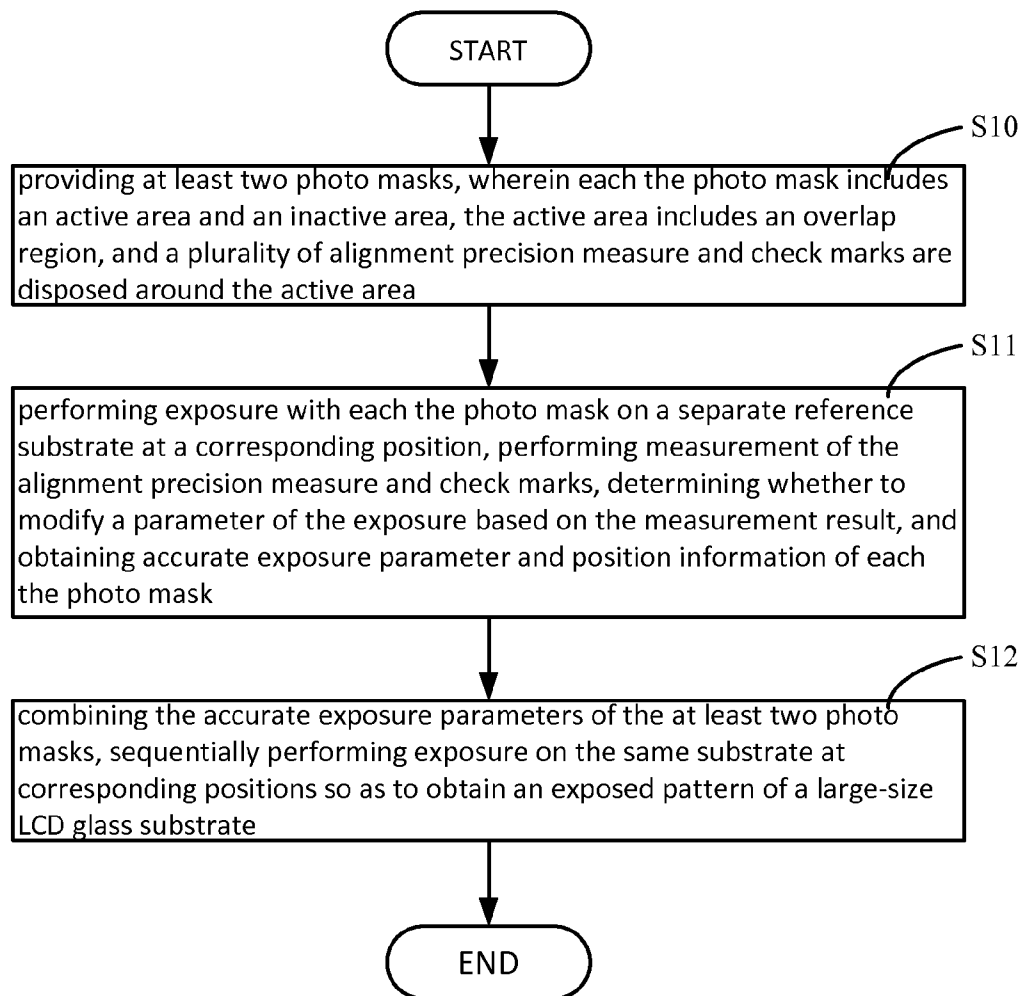 START
S10
providing at least two photo masks, wherein each the photo mask includes
an active area and an inactive area, the active area includes an overlap
region, and a plurality of alignment precision measure and check marks are
disposed around the active area
S11
performing exposure with each the photo mask on a separate reference
substrate at a corresponding position, performing measurement of the
alignment precision measure and check marks, determining whether to
modify a parameter of the exposure based on the measurement result, and
obtaining accurate exposure parameter and position information of each
the photo mask
S12
combining the accurate exposure parameters of the at least two photo
masks, sequentially performing exposure on the same substrate at
corresponding positions so as to obtain an exposed pattern of a large-size
LCD glass substrate
END